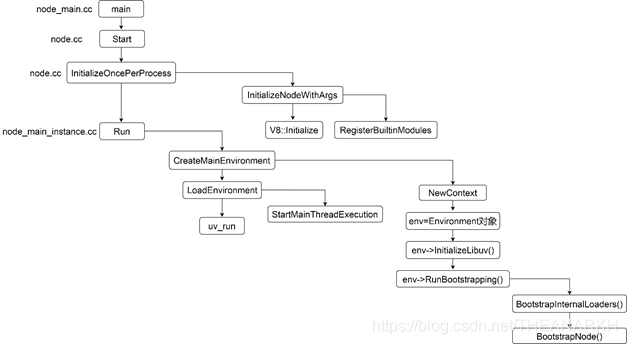 node_main.cc
main
node.cc
Start
node.cc
InitializeOncePerProcess
InitializeNodeWithArgs
V8::Initialize
RegisterBuiltinModules
node_main_instance.cc
Run
CreateMainEnvironment
LoadEnvironment
NewContext
StartMainThreadExecution
uv_run
env=Environment对象
env->InitializeLibuv()
env->RunBootstrapping()
BootstrapInternalLoaders()
https://blog.csdn.net/THEANARKH
BootstrapNode()